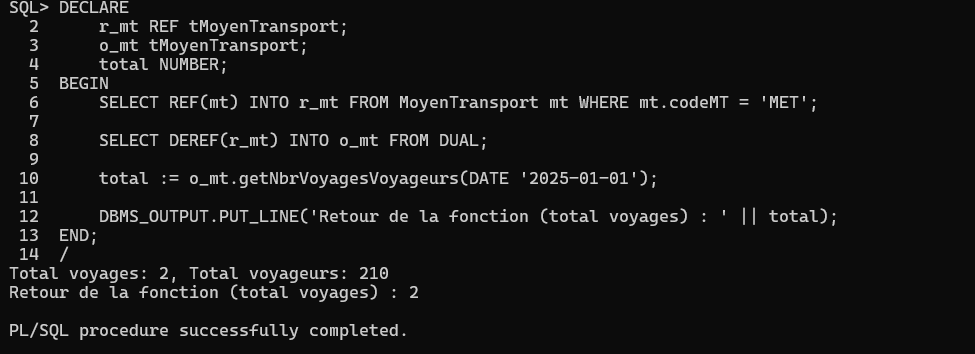 SQL> DECLARE
  2      r_mt REF tMoyenTransport;
  3      o_mt tMoyenTransport;
  4      total NUMBER;
  5  BEGIN
  6      SELECT REF(mt) INTO r_mt FROM MoyenTransport mt WHERE mt.codeMT = 'MET';
  7
  8      SELECT DEREF(r_mt) INTO o_mt FROM DUAL;
  9
 10      total := o_mt.getNbrVoyagesVoyageurs(DATE '2025-01-01');
 11
 12      DBMS_OUTPUT.PUT_LINE('Retour de la fonction (total voyages) : ' || total);
 13  END;
 14  /
Total voyages: 2, Total voyageurs: 210
Retour de la fonction (total voyages) : 2

PL/SQL procedure successfully completed.